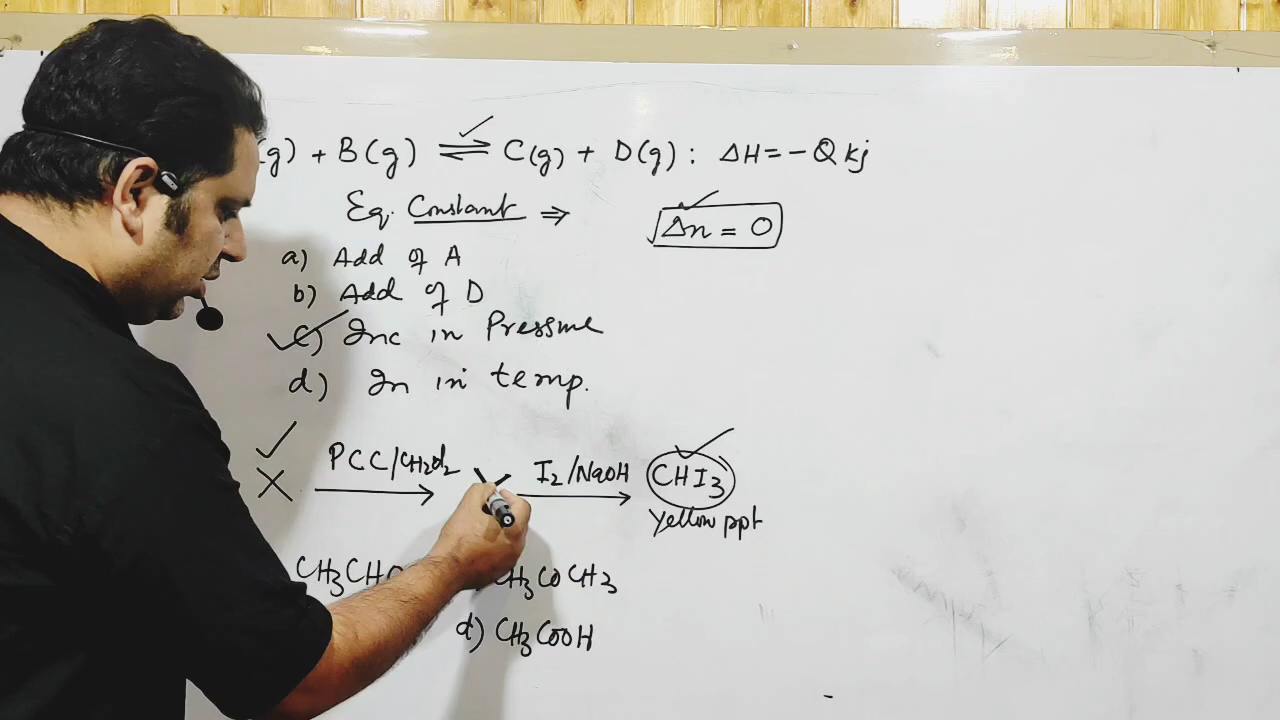 (g) + B(g) ⇌ C(g) + D(g) : ΔH = - Q kj
Eq. Constant ⇒ Δn = 0
a) Add of A
b) Add of D
c) Inc in Pressure
d) In in temp.
X PCC/CH2Cl2 → Y I2/NaOH → CHI3
Yellow ppt
CH3CHO CH3COCH3
d) CH3COOH